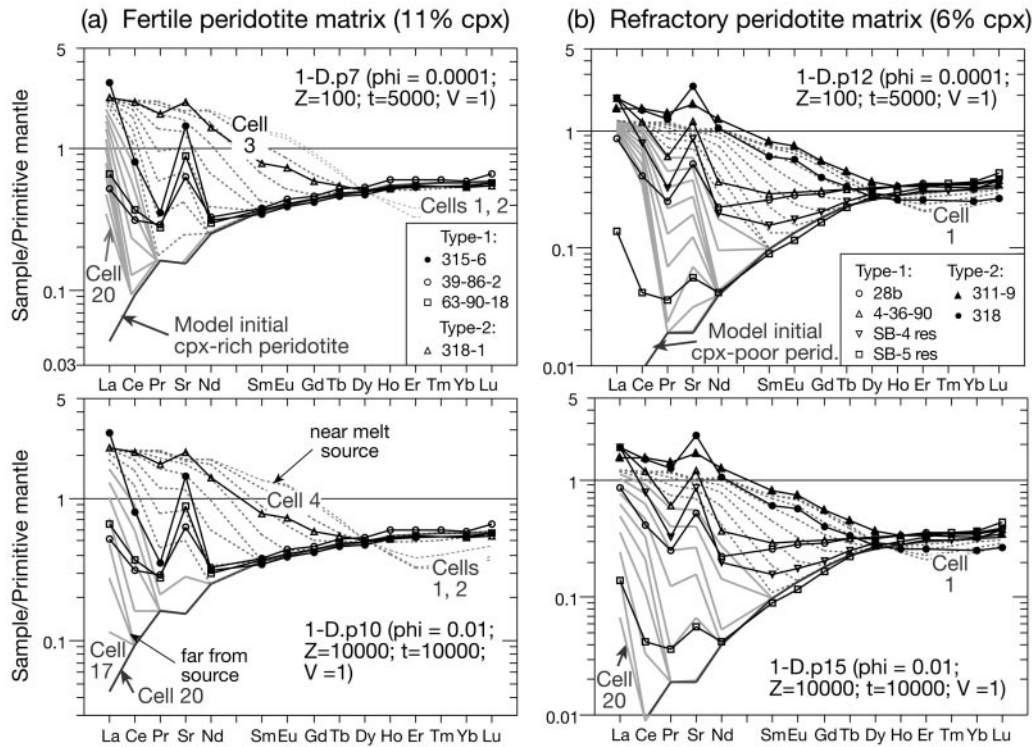 (a) Fertile peridotite matrix (11% cpx)
5
1
0.1
0.03
Sample/Primitive mantle
1-D.p7 (phi = 0.0001;
Z=100; t=5000; V =1)
Cell
3
Cells 1, 2
Cell
20
Model initial
cpx-rich peridotite
Type-1:
315-6
39-86-2
63-90-18
Type-2:
318-1
La Ce Pr Sr Nd Sm Eu Gd Tb Dy Ho Er Tm Yb Lu
(b) Refractory peridotite matrix (6% cpx)
5
1
0.1
0.01
1-D.p12 (phi = 0.0001;
Z=100; t=5000; V =1)
Cell
1
Model initial
cpx-poor perid.
Type-1:
28b
4-36-90
SB-4 res
SB-5 res
Type-2:
311-9
318
La Ce Pr Sr Nd Sm Eu Gd Tb Dy Ho Er Tm Yb Lu
5
1
0.1
Sample/Primitive mantle
near melt
source
Cell 4
Cells
1, 2
Cell
17
Cell 20
far from
source
1-D.p10 (phi = 0.01;
Z=10000; t=10000;
V =1)
La Ce Pr Sr Nd Sm Eu Gd Tb Dy Ho Er Tm Yb Lu
5
1
0.1
0.01
Cell
1
Cell
20
1-D.p15 (phi = 0.01;
Z=10000; t=10000; V =1)
La Ce Pr Sr Nd Sm Eu Gd Tb Dy Ho Er Tm Yb Lu